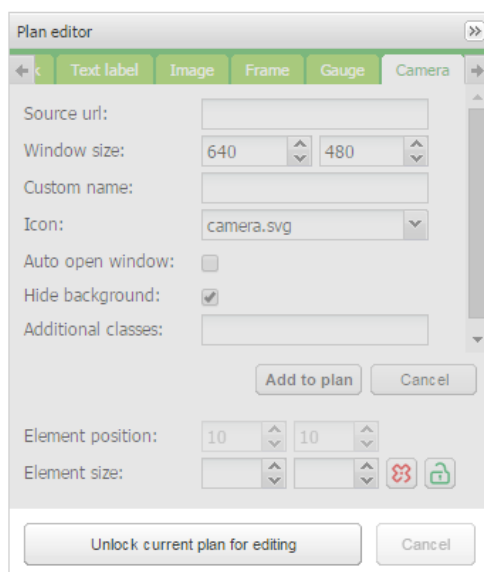 Plan editor
Text label Image Frame Gauge Camera
Source url:
Window size: 640 480
Custom name:
Icon: camera.svg
Auto open window:
Hide background:
Additional classes:
Add to plan Cancel
Element position: 10 10
Element size:
Unlock current plan for editing Cancel